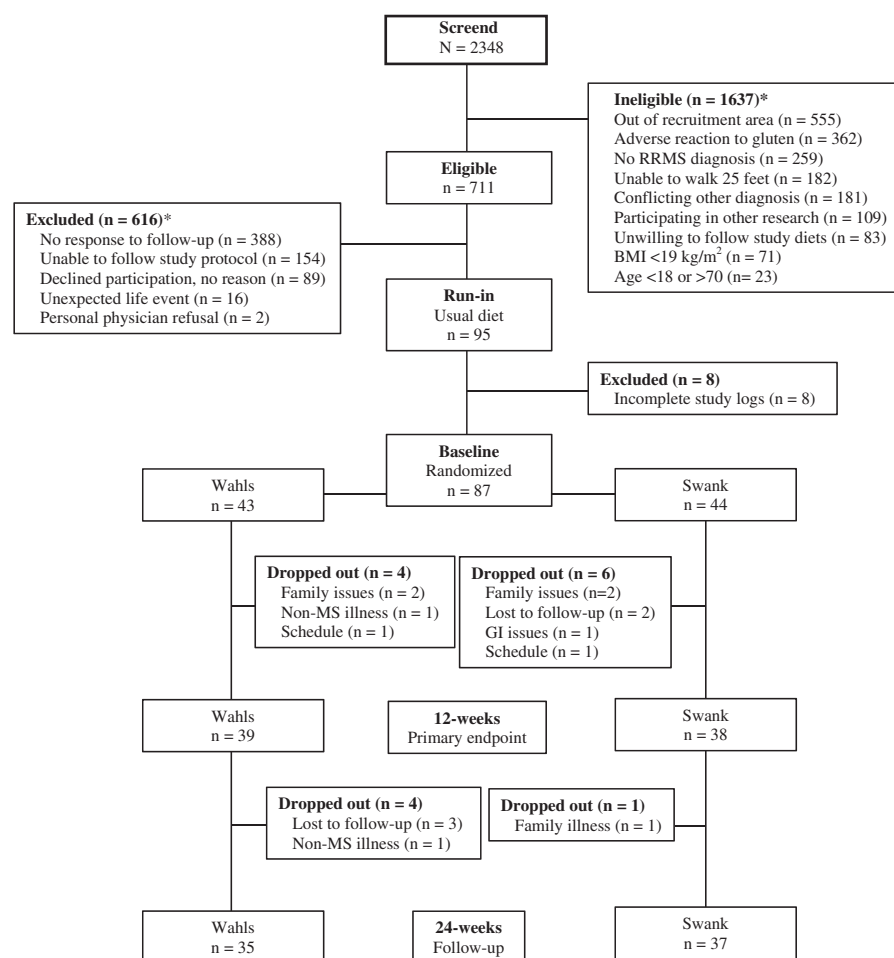 Screend
N = 2348
Ineligible (n = 1637)*
Out of recruitment area (n = 555)
Adverse reaction to gluten (n = 362)
No RRMS diagnosis (n = 259)
Unable to walk 25 feet (n = 182)
Conflicting other diagnosis (n = 181)
Participating in other research (n = 109)
Unwilling to follow study diets (n = 83)
BMI <19 kg/m² (n = 71)
Age <18 or >70 (n= 23)
Eligible
n = 711
Excluded (n = 616)*
No response to follow-up (n = 388)
Unable to follow study protocol (n = 154)
Declined participation, no reason (n = 89)
Unexpected life event (n = 16)
Personal physician refusal (n = 2)
Run-in
Usual diet
n = 95
Excluded (n = 8)
Incomplete study logs (n = 8)
Baseline
Randomized
n = 87
Wahls
n = 43
Swank
n = 44
Dropped out (n = 4)
Family issues (n = 2)
Non-MS illness (n = 1)
Schedule (n = 1)
Dropped out (n = 6)
Family issues (n=2)
Lost to follow-up (n = 2)
GI issues (n = 1)
Schedule (n = 1)
Wahls
n = 39
12-weeks
Primary endpoint
Swank
n = 38
Dropped out (n = 4)
Lost to follow-up (n = 3)
Non-MS illness (n = 1)
Dropped out (n = 1)
Family illness (n = 1)
Wahls
n = 35
24-weeks
Follow-up
Swank
n = 37